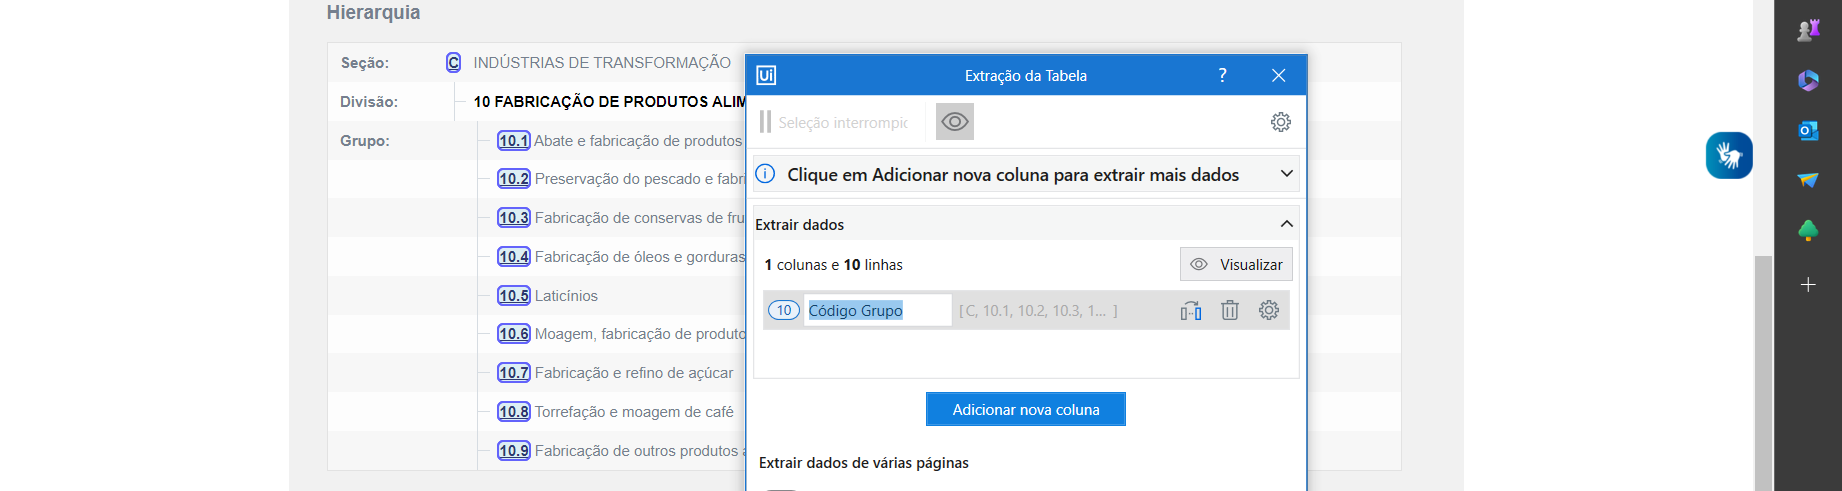 Hierarquia
Seção: C INDÚSTRIAS DE TRANSFORMAÇÃO
Divisão: 10 FABRICAÇÃO DE PRODUTOS ALIM
Grupo: 10.1 Abate e fabricação de produtos
10.2 Preservação do pescado e fabri
10.3 Fabricação de conservas de fru
10.4 Fabricação de óleos e gorduras
10.5 Laticínios
10.6 Moagem, fabricação de produto
10.7 Fabricação e refino de açúcar
10.8 Torrefação e moagem de café
10.9 Fabricação de outros produtos a
Ui Extração da Tabela ?
Seleção interrompic
Clique em Adicionar nova coluna para extrair mais dados
Extrair dados
1 colunas e 10 linhas
Visualizar
10 Código Grupo [ C, 10.1, 10.2, 10.3, 1... ]
Adicionar nova coluna
Extrair dados de várias páginas